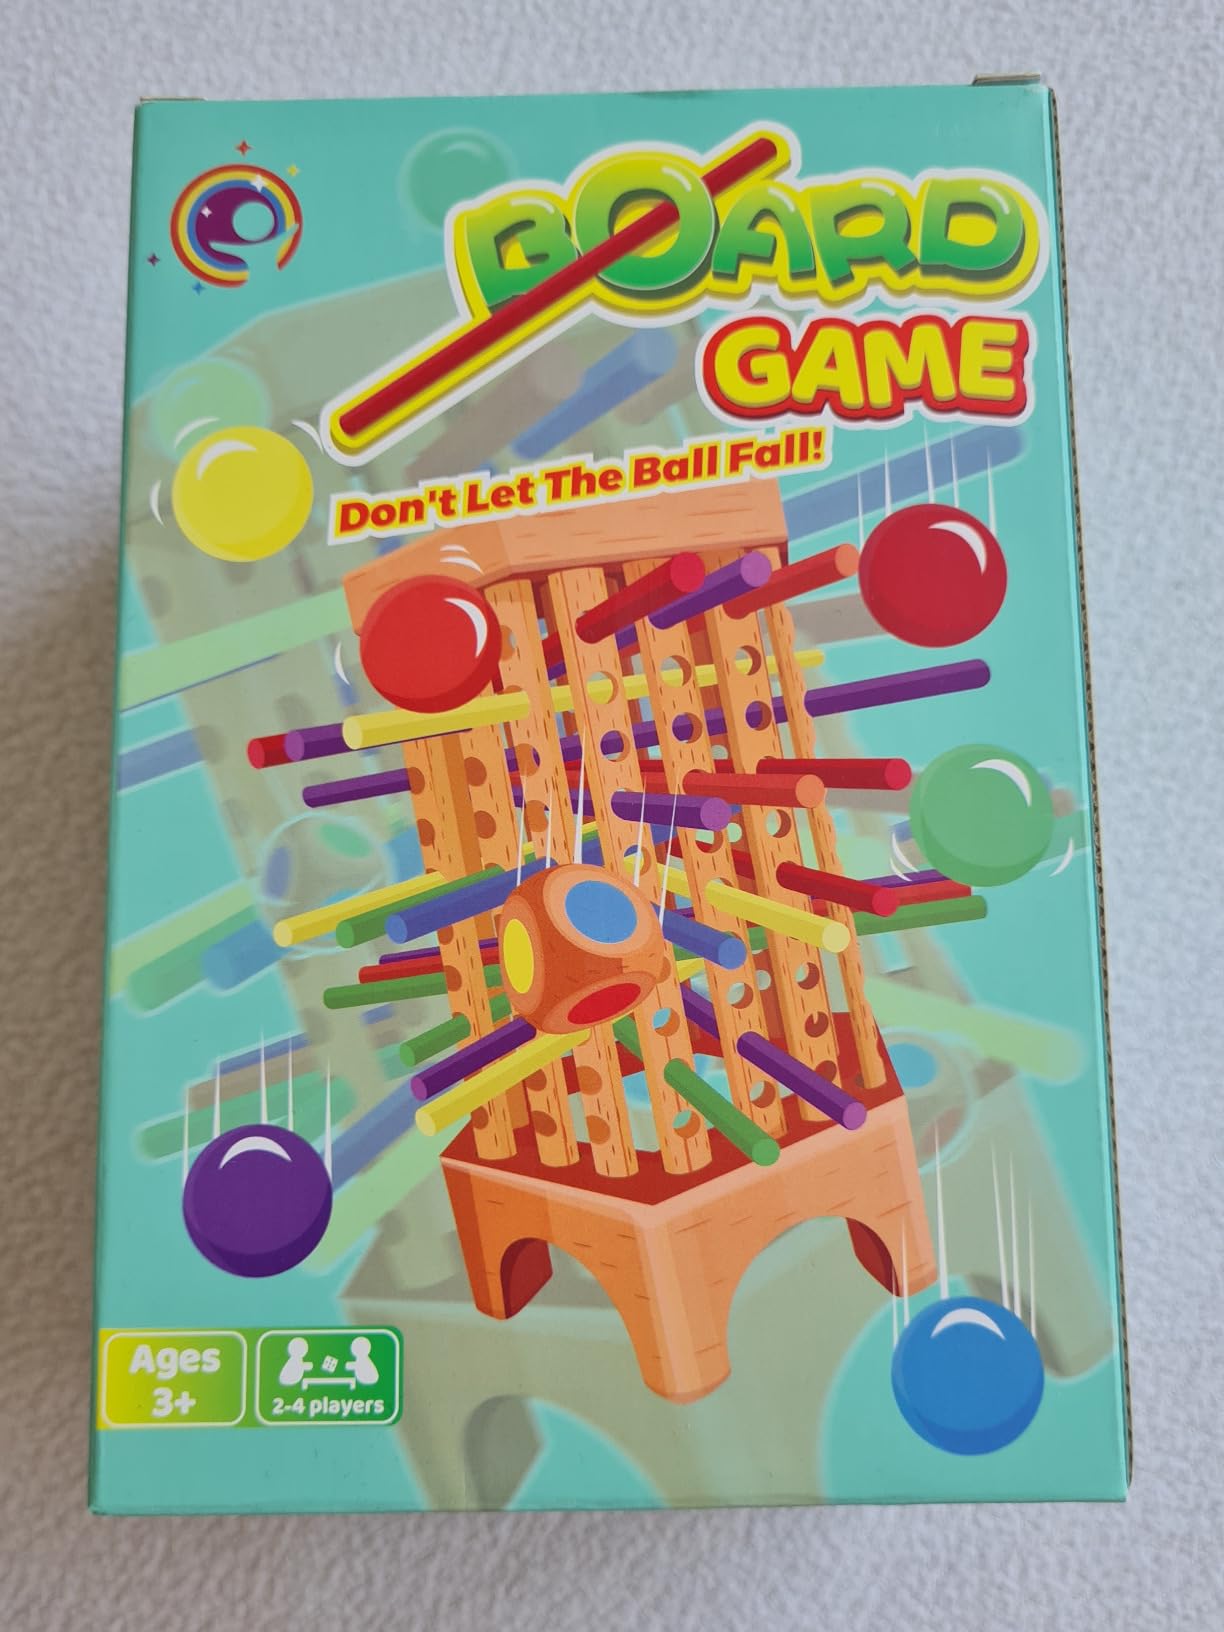 BOARD
GAME
Don't Let The Ball Fall!
Ages
3+
2-4 players